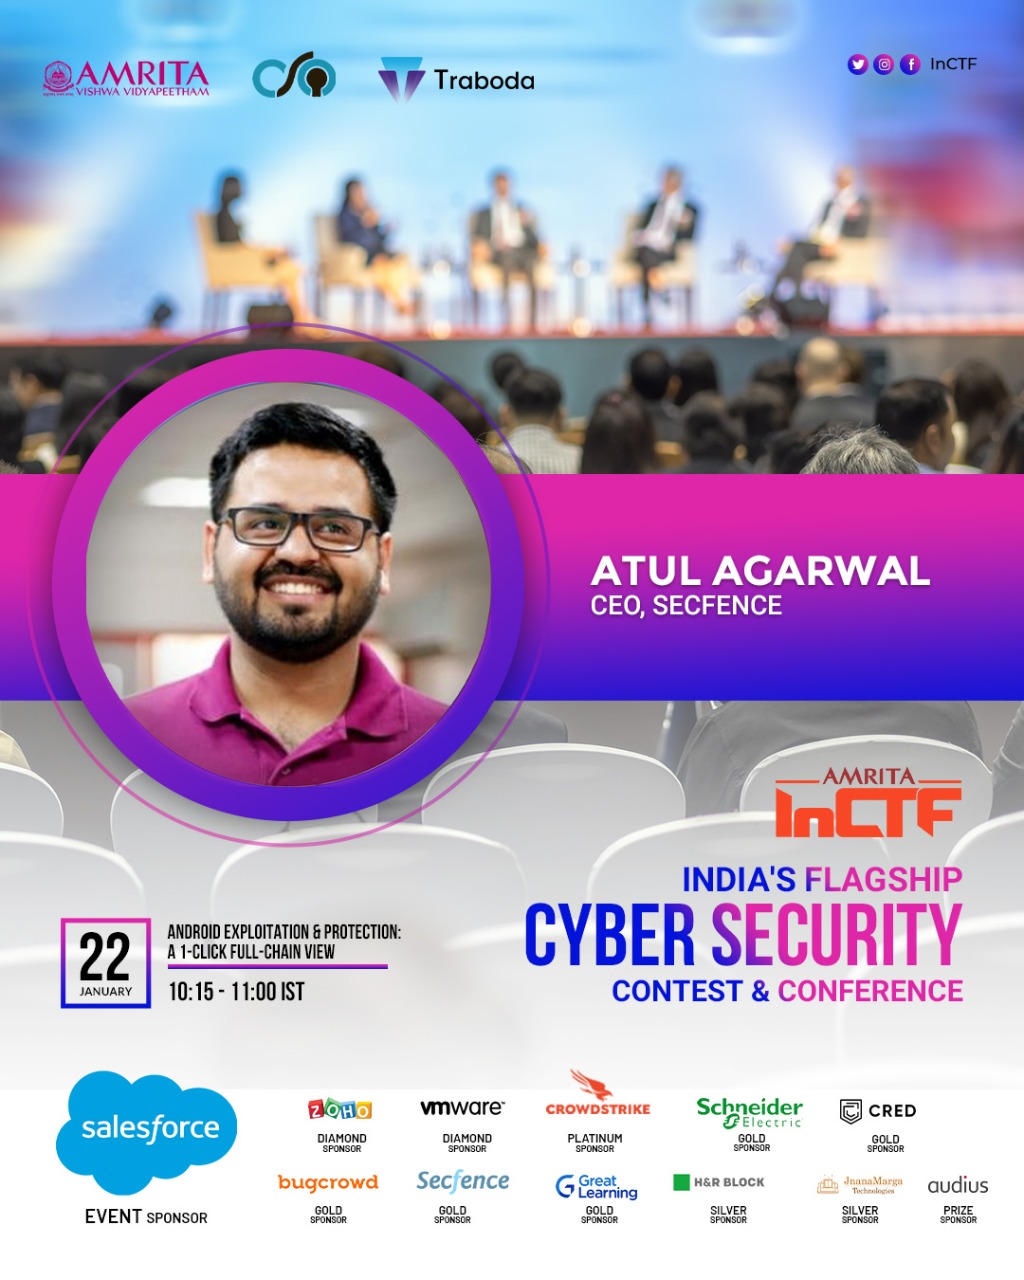 AMRITA
VISHWA VIDYAPEETHAM
Traboda
InCTF
ATUL AGARWAL
CEO, SECFENCE
AMRITA
InCTF
INDIA'S FLAGSHIP
CYBER SECURITY
CONTEST & CONFERENCE
22
JANUARY
ANDROID EXPLOITATION & PROTECTION:
A 1-CLICK FULL-CHAIN VIEW
10:15 - 11:00 IST
salesforce
EVENT SPONSOR
ZOHO
DIAMOND
SPONSOR
vmware™
DIAMOND
SPONSOR
CROWDSTRIKE
PLATINUM
SPONSOR
Schneider
Electric
GOLD
SPONSOR
CRED
GOLD
SPONSOR
bugcrowd
GOLD
SPONSOR
Secfence
GOLD
SPONSOR
Great
Learning
GOLD
SPONSOR
H&R BLOCK
SILVER
SPONSOR
JnanaMarga
Technologies
SILVER
SPONSOR
audius
PRIZE
SPONSOR